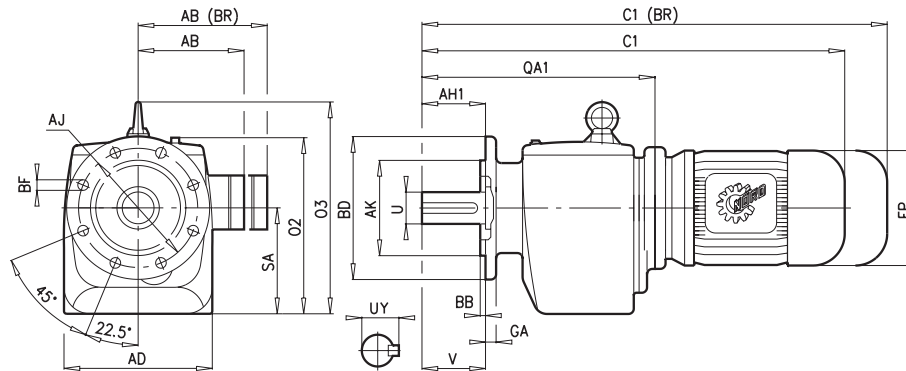 AB (BR)
AB
AJ
BF
SA
O2
O3
45°
22.5°
AD
C1 (BR)
C1
QA1
AH1
BD
AK
U
BB
GA
UY
V
NORD